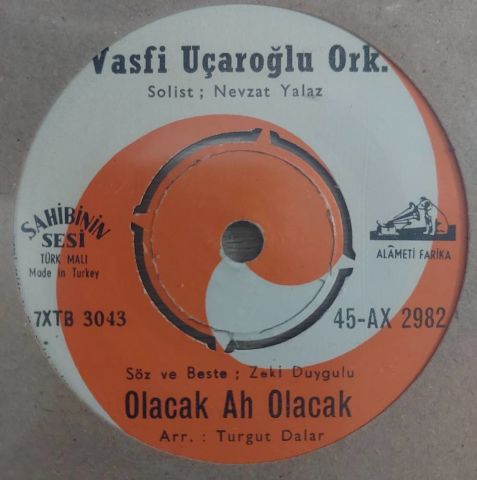 Vasfi Uçaroğlu Ork.
Solist ; Nevzat Yalaz
SAHİBİNİN
SESİ
TÜRK MALI
Made in Turkey
ALÂMETİ FARİKA
7XTB 3043
45-AX 2982
Söz ve Beste ; Zeki Duygulu
Olacak Ah Olacak
Arr. : Turgut Dalar